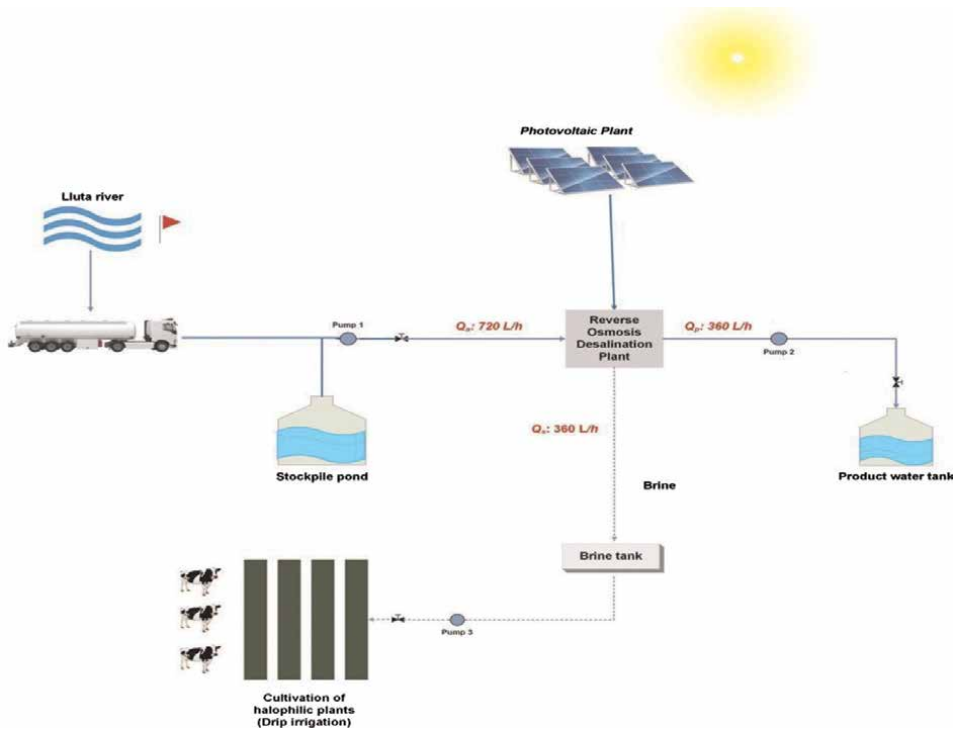 Photovoltaic Plant
Lluta river
Pump 1
Qa: 720 L/h
Reverse
Osmosis
Desalination
Plant
Qp: 360 L/h
Pump 2
Qx: 360 L/h
Stockpile pond
Product water tank
Brine
Brine tank
Pump 3
Cultivation of
halophilic plants
(Drip irrigation)